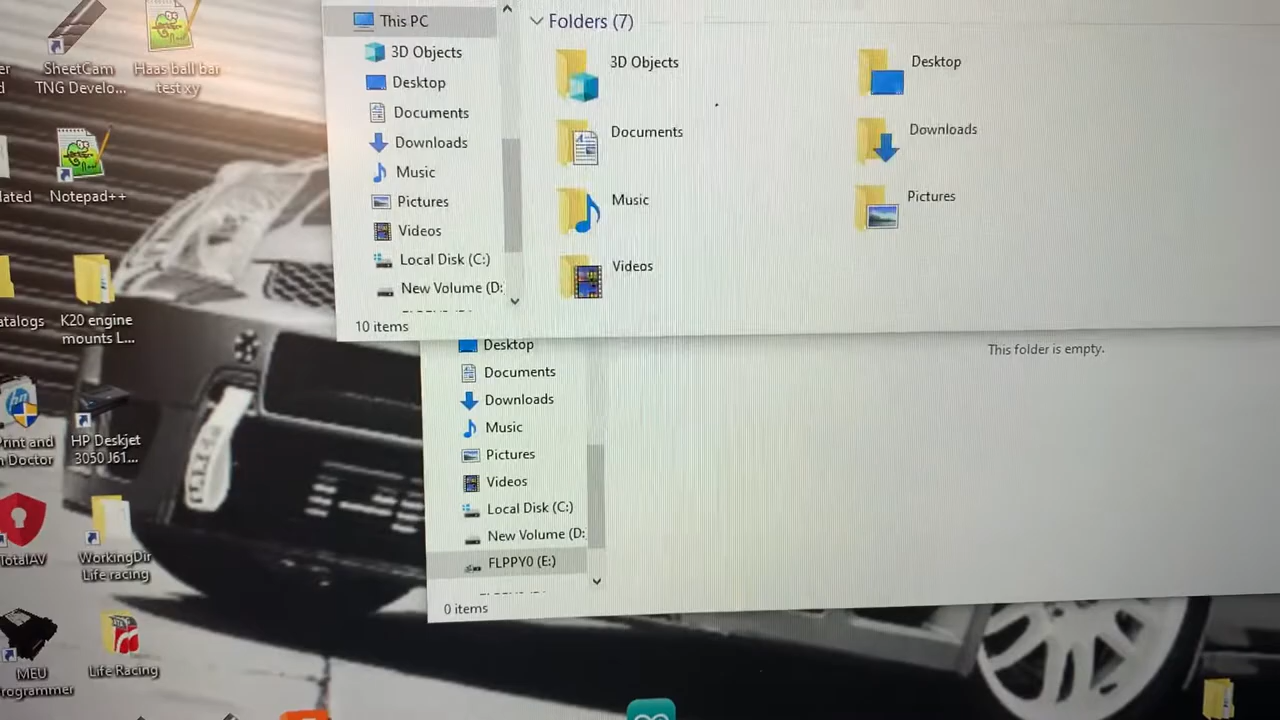 SheetCam
TNG Develo...
Haas ball bar
test.xy
Notepad++
K20 engine
mounts L...
HP Deskjet
3050 J61...
TotalAV
WorkingDir
Life racing
MEU
Life Racing
This PC
3D Objects
Desktop
Documents
Downloads
Music
Pictures
Videos
Local Disk (C:)
New Volume (D:
10 items
Folders (7)
3D Objects
Desktop
Documents
Downloads
Music
Pictures
Videos
Desktop
Documents
Downloads
Music
Pictures
Videos
Local Disk (C:)
New Volume (D:
FLPPY0 (E:)
0 items
This folder is empty.